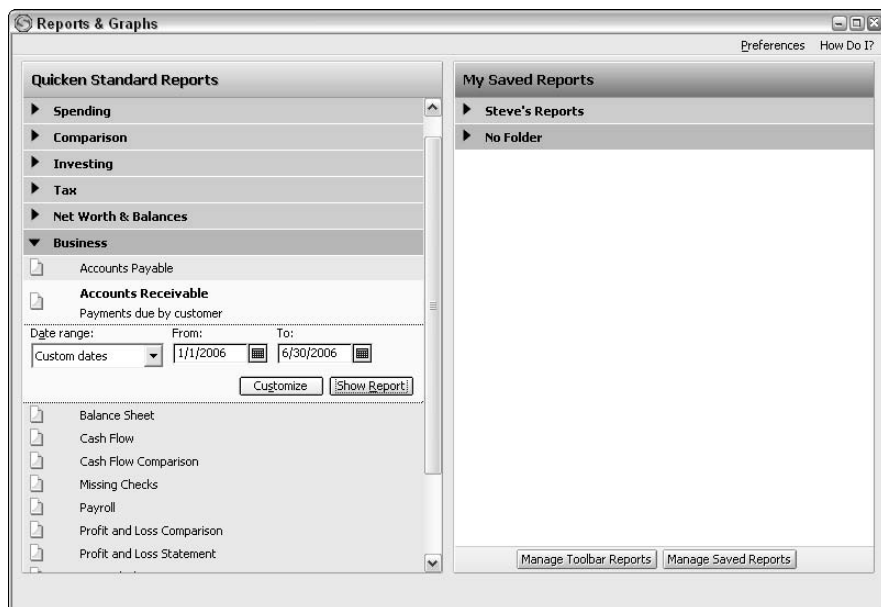 Reports & Graphs
Preferences How Do I?
Quicken Standard Reports
Spending
Comparison
Investing
Tax
Net Worth & Balances
Business
Accounts Payable
Accounts Receivable
Payments due by customer
Date range: From: To:
Custom dates 1/1/2006 6/30/2006
Customize Show Report
Balance Sheet
Cash Flow
Cash Flow Comparison
Missing Checks
Payroll
Profit and Loss Comparison
Profit and Loss Statement
My Saved Reports
Steve's Reports
No Folder
Manage Toolbar Reports Manage Saved Reports